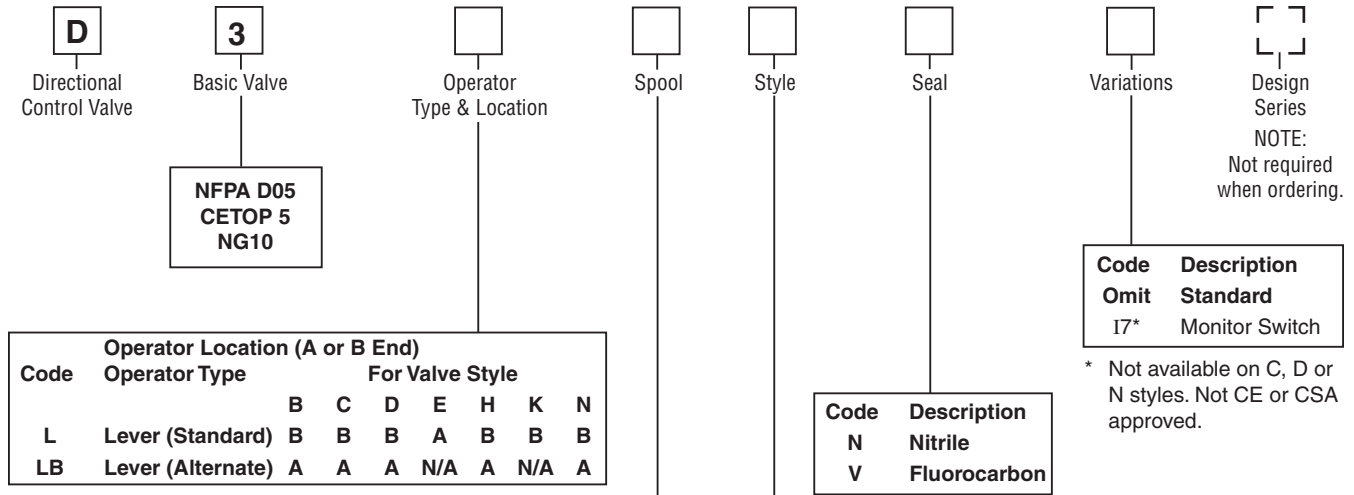 D 3
Directional Control Valve
Basic Valve
Operator Type & Location
Spool
Style
Seal
Variations
Design Series
NOTE:
Not required
when ordering.
NFPA D05
CETOP 5
NG10
Code Description
Omit Standard
I7* Monitor Switch
* Not available on C, D or
N styles. Not CE or CSA
approved.
Operator Location (A or B End)
Code Operator Type For Valve Style
B C D E H K N
L Lever (Standard) B B B A B B B
LB Lever (Alternate) A A A N/A A N/A A
Code Description
N Nitrile
V Fluorocarbon